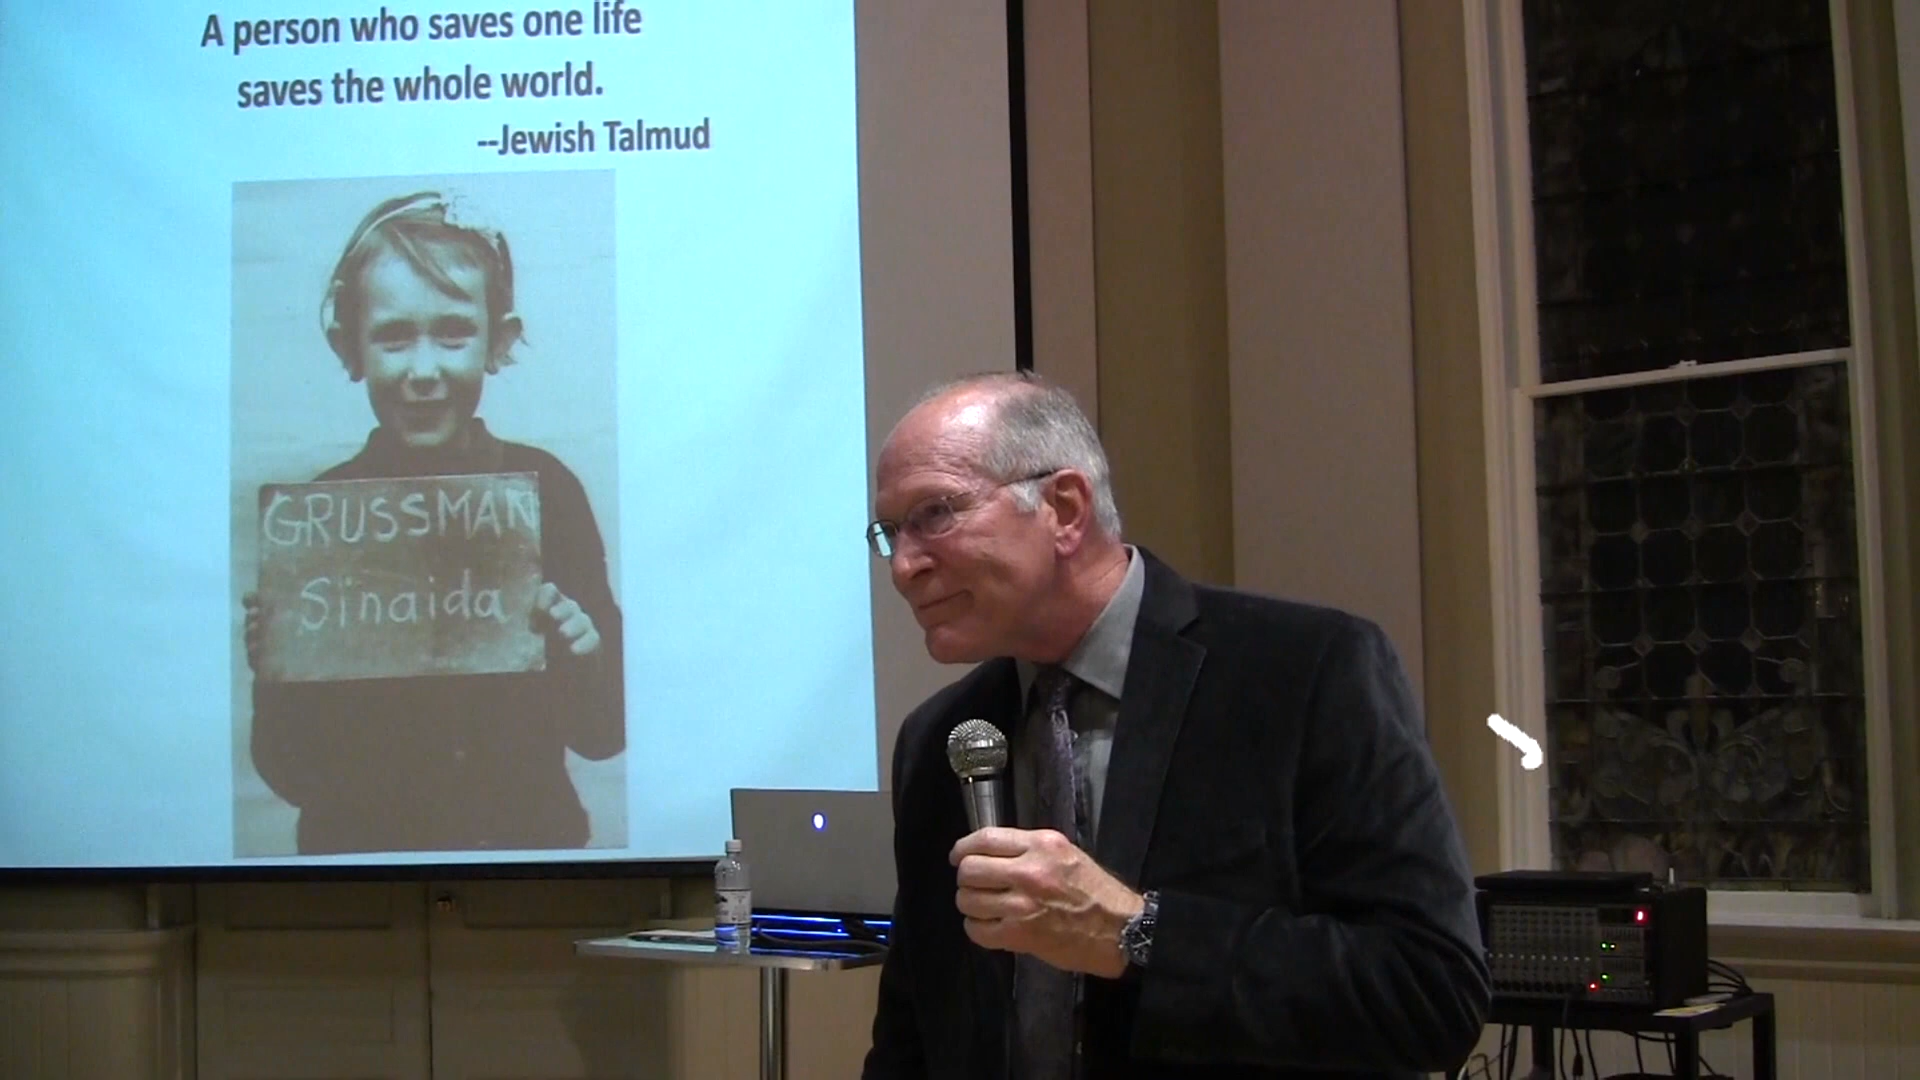 A person who saves one life
saves the whole world.
--Jewish Talmud
GRUSSMAN
Sinaida